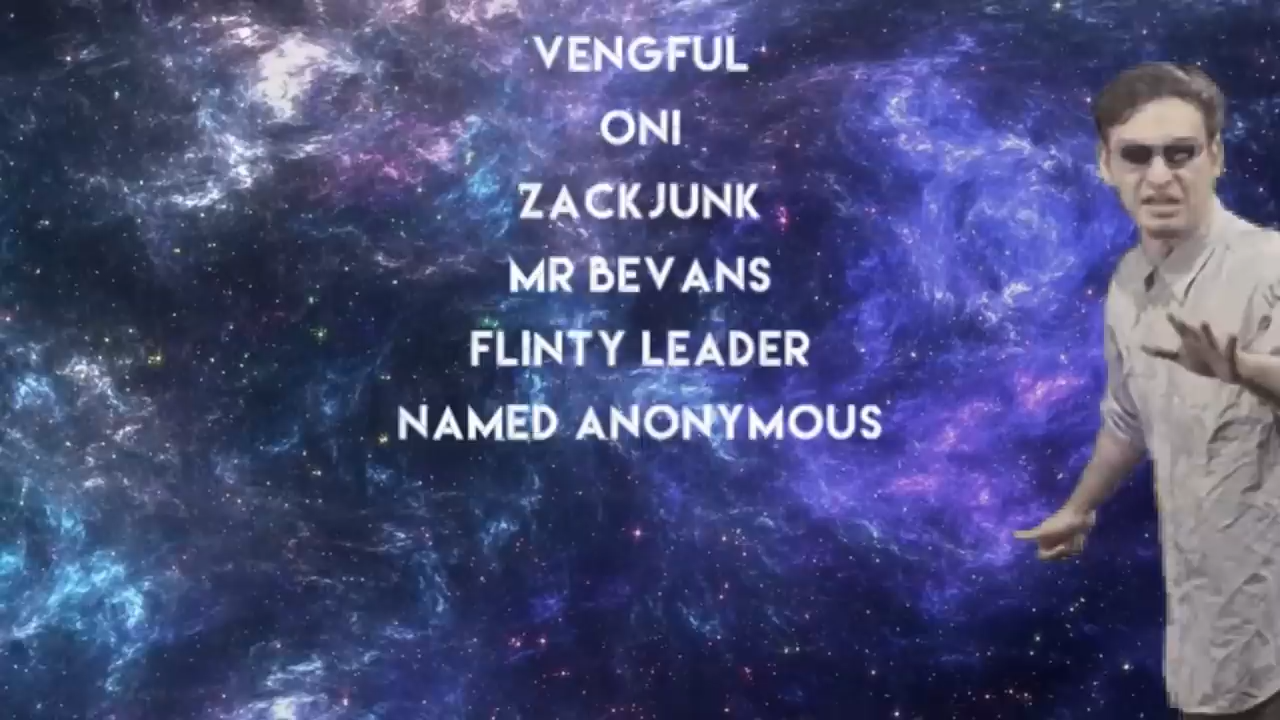 VENGFUL
ONI
ZACKJUNK
MR BEVANS
FLINTY LEADER
NAMED ANONYMOUS